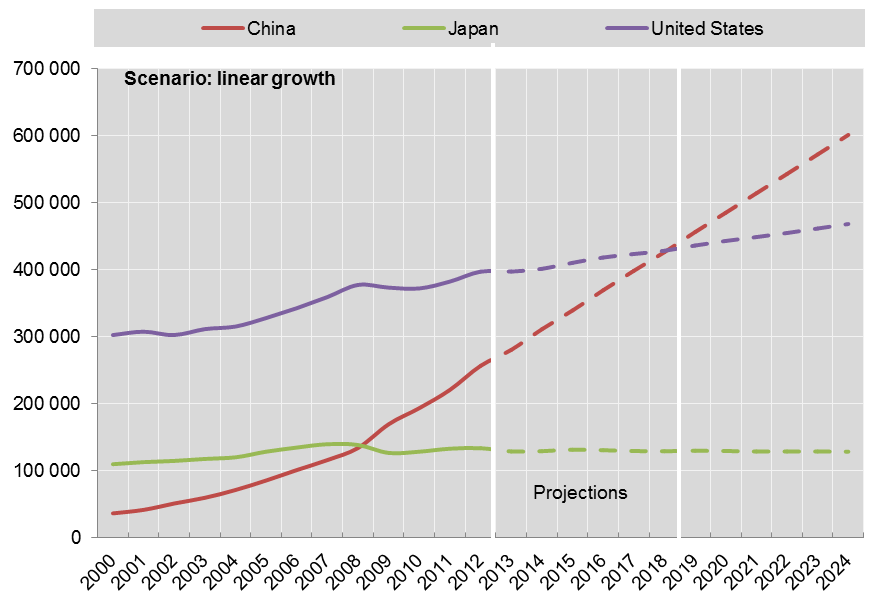 China Japan United States
Scenario: linear growth
700 000
600 000
500 000
400 000
300 000
200 000
100 000
0
Projections
2000 2001 2002 2003 2004 2005 2006 2007 2008 2009 2010 2011 2012 2013 2014 2015 2016 2017 2018 2019 2020 2021 2022 2023 2024